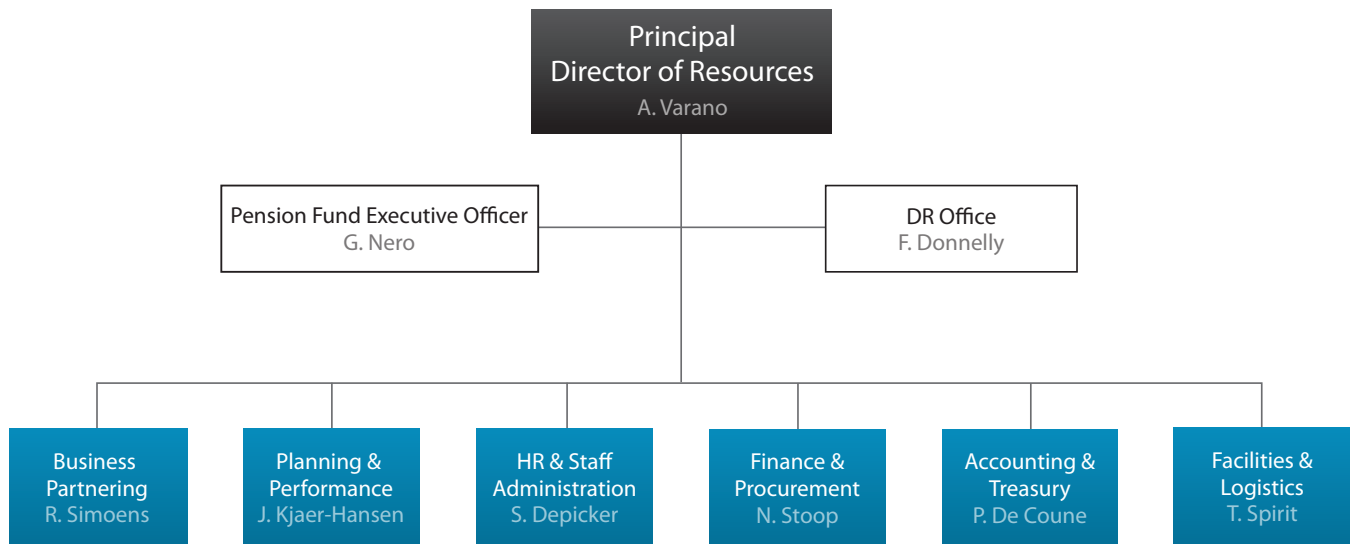 Principal
Director of Resources
A. Varano
Pension Fund Executive Officer
G. Nero
DR Office
F. Donnelly
Business
Partnering
R. Simoens
Planning &
Performance
J. Kjaer-Hansen
HR & Staff
Administration
S. Depicker
Finance &
Procurement
N. Stoop
Accounting &
Treasury
P. De Coune
Facilities &
Logistics
T. Spirit